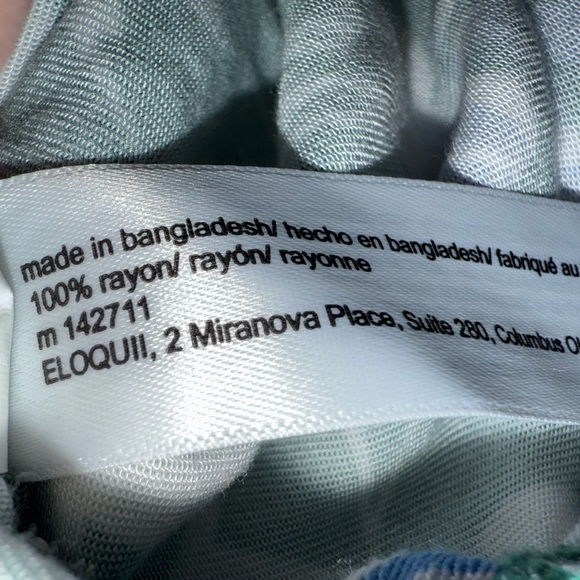 made in bangladesh/ hecho en bangladesh/ fabriqué au
100% rayon/ rayón/ rayonne
m 142711
ELOQUII, 2 Miranova Place, Suite 280, Columbus O